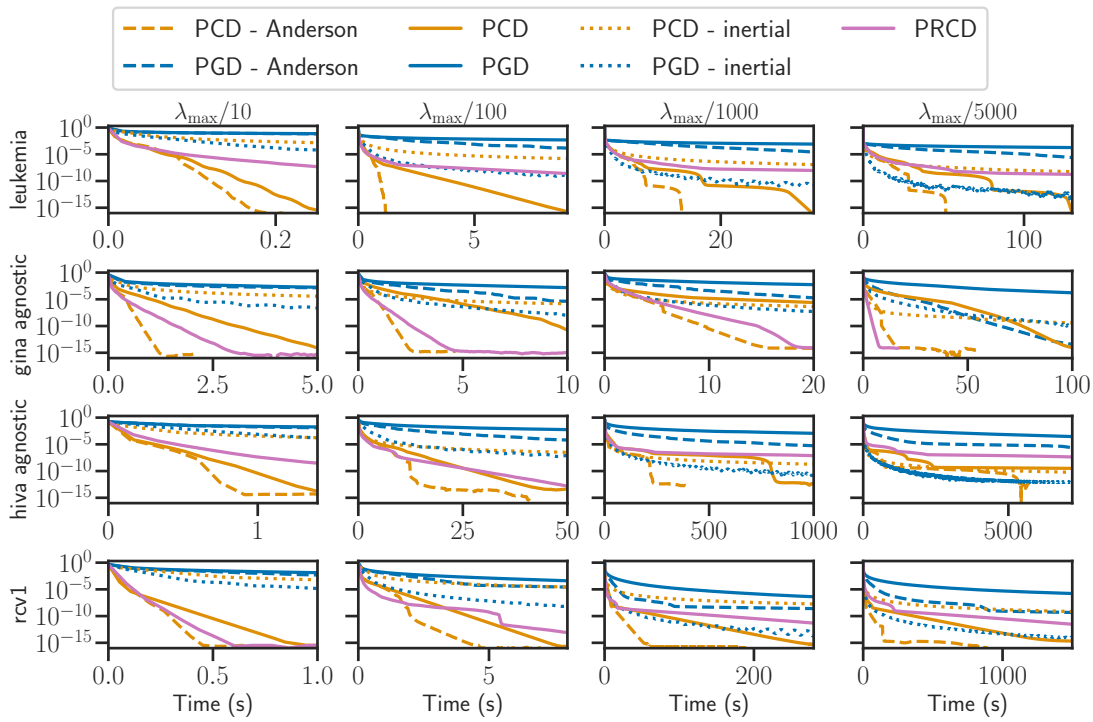 PCD - Anderson PCD PCD - inertial PRCD
PGD - Anderson PGD PGD - inertial
λmax/10 λmax/100 λmax/1000 λmax/5000
leukemia
10^0
10^-5
10^-10
10^-15
0.0 0.2 0 5 0 20 0 100
gina agnostic
10^0
10^-5
10^-10
10^-15
0.0 2.5 5.0 0 5 10 0 10 20 0 50 100
hiva agnostic
10^0
10^-5
10^-10
10^-15
0 1 0 25 50 0 500 1000 0 5000
rcv1
10^0
10^-5
10^-10
10^-15
0.0 0.5 1.0 0 5 0 200 0 1000
Time (s) Time (s) Time (s) Time (s)